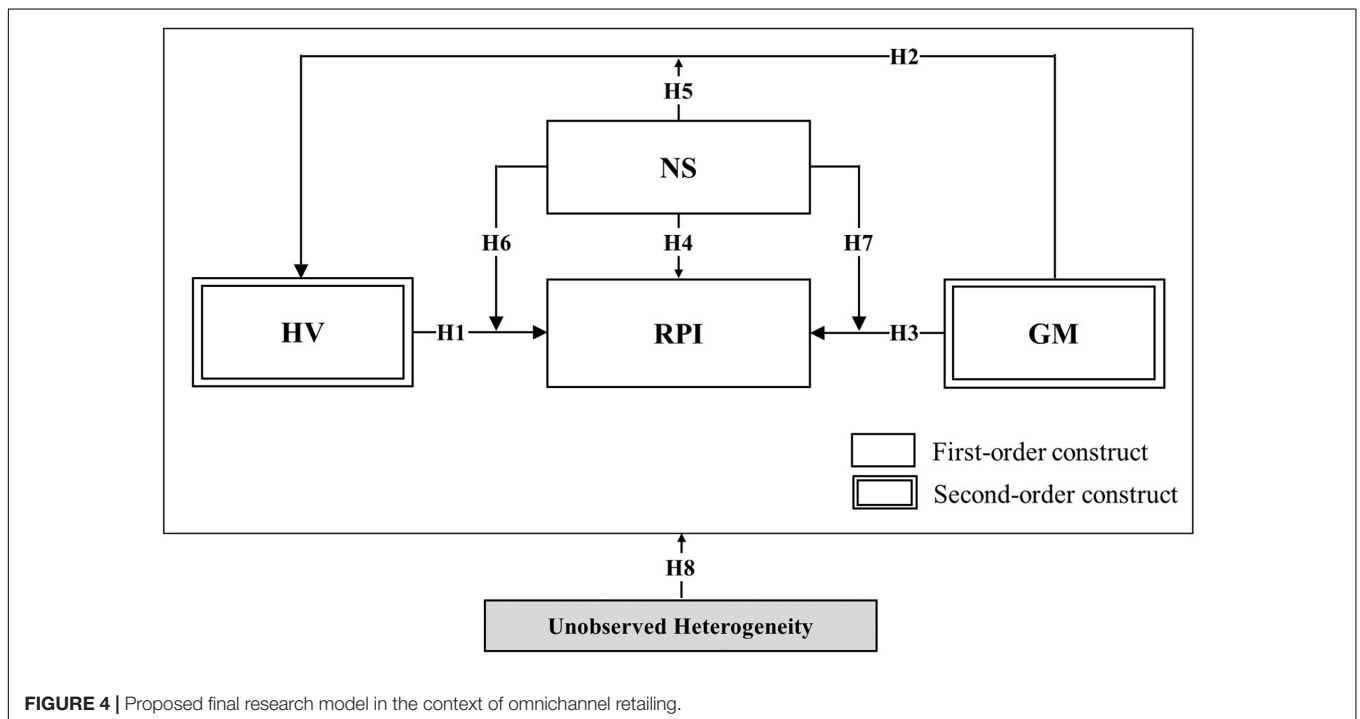 H2
H5
NS
H6
H4
H7
HV
H1
RPI
H3
GM
First-order construct
Second-order construct
H8
Unobserved Heterogeneity
FIGURE 4 | Proposed final research model in the context of omnichannel retailing.